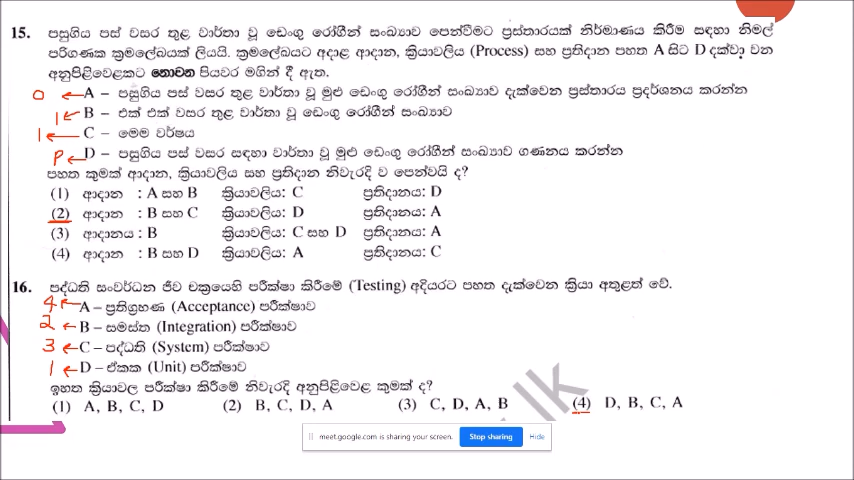 15. පසුගිය පස් වසර තුළ වාර්තා වූ ඩෙංගු රෝගීන් සංඛ්‍යාව පෙන්වීමට ප්‍රස්තාරයක් නිර්මාණය කිරීම සඳහා නිමල්
පරිගණක ක්‍රමලේඛයක් ලියයි. ක්‍රමලේඛයට අදාළ ආදාන, ක්‍රියාවලිය (Process) සහ ප්‍රතිදාන පහත A සිට D දක්වා වන
අනුපිළිවෙළකට නොවන පියවර මගින් දී ඇත.
O ← A – පසුගිය පස් වසර තුළ වාර්තා වූ මුළු ඩෙංගු රෝගීන් සංඛ්‍යාව දැක්වෙන ප්‍රස්තාරය ප්‍රදර්ශනය කරන්න
I ← B – එක් එක් වසර තුළ වාර්තා වූ ඩෙංගු රෝගීන් සංඛ්‍යාව
I ← C – මෙම වර්ෂය
P ← D – පසුගිය පස් වසර සඳහා වාර්තා වූ මුළු ඩෙංගු රෝගීන් සංඛ්‍යාව ගණනය කරන්න
පහත කුමක් ආදාන, ක්‍රියාවලිය සහ ප්‍රතිදාන නිවැරදි ව පෙන්වයි ද?
(1) ආදාන : A සහ B ක්‍රියාවලිය: C ප්‍රතිදානය: D
(2) ආදාන : B සහ C ක්‍රියාවලිය: D ප්‍රතිදානය: A
(3) ආදානය : B ක්‍රියාවලිය: C සහ D ප්‍රතිදානය: A
(4) ආදාන : B සහ D ක්‍රියාවලිය: A ප්‍රතිදානය: C
16. පද්ධති සංවර්ධන ජීව චක්‍රයෙහි පරීක්ෂා කිරීමේ (Testing) අදියරට පහත දැක්වෙන ක්‍රියා අතුළත් වේ.
4 ← A – ප්‍රතිග්‍රහණ (Acceptance) පරීක්ෂාව
2 ← B – සමස්ත (Integration) පරීක්ෂාව
3 ← C – පද්ධති (System) පරීක්ෂාව
1 ← D – ඒකක (Unit) පරීක්ෂාව
ඉහත ක්‍රියාවල පරීක්ෂා කිරීමේ නිවැරදි අනුපිළිවෙළ කුමක් ද?
(1) A, B, C, D (2) B, C, D, A (3) C, D, A, B (4) D, B, C, A
lk
meet.google.com is sharing your screen. Stop sharing Hide